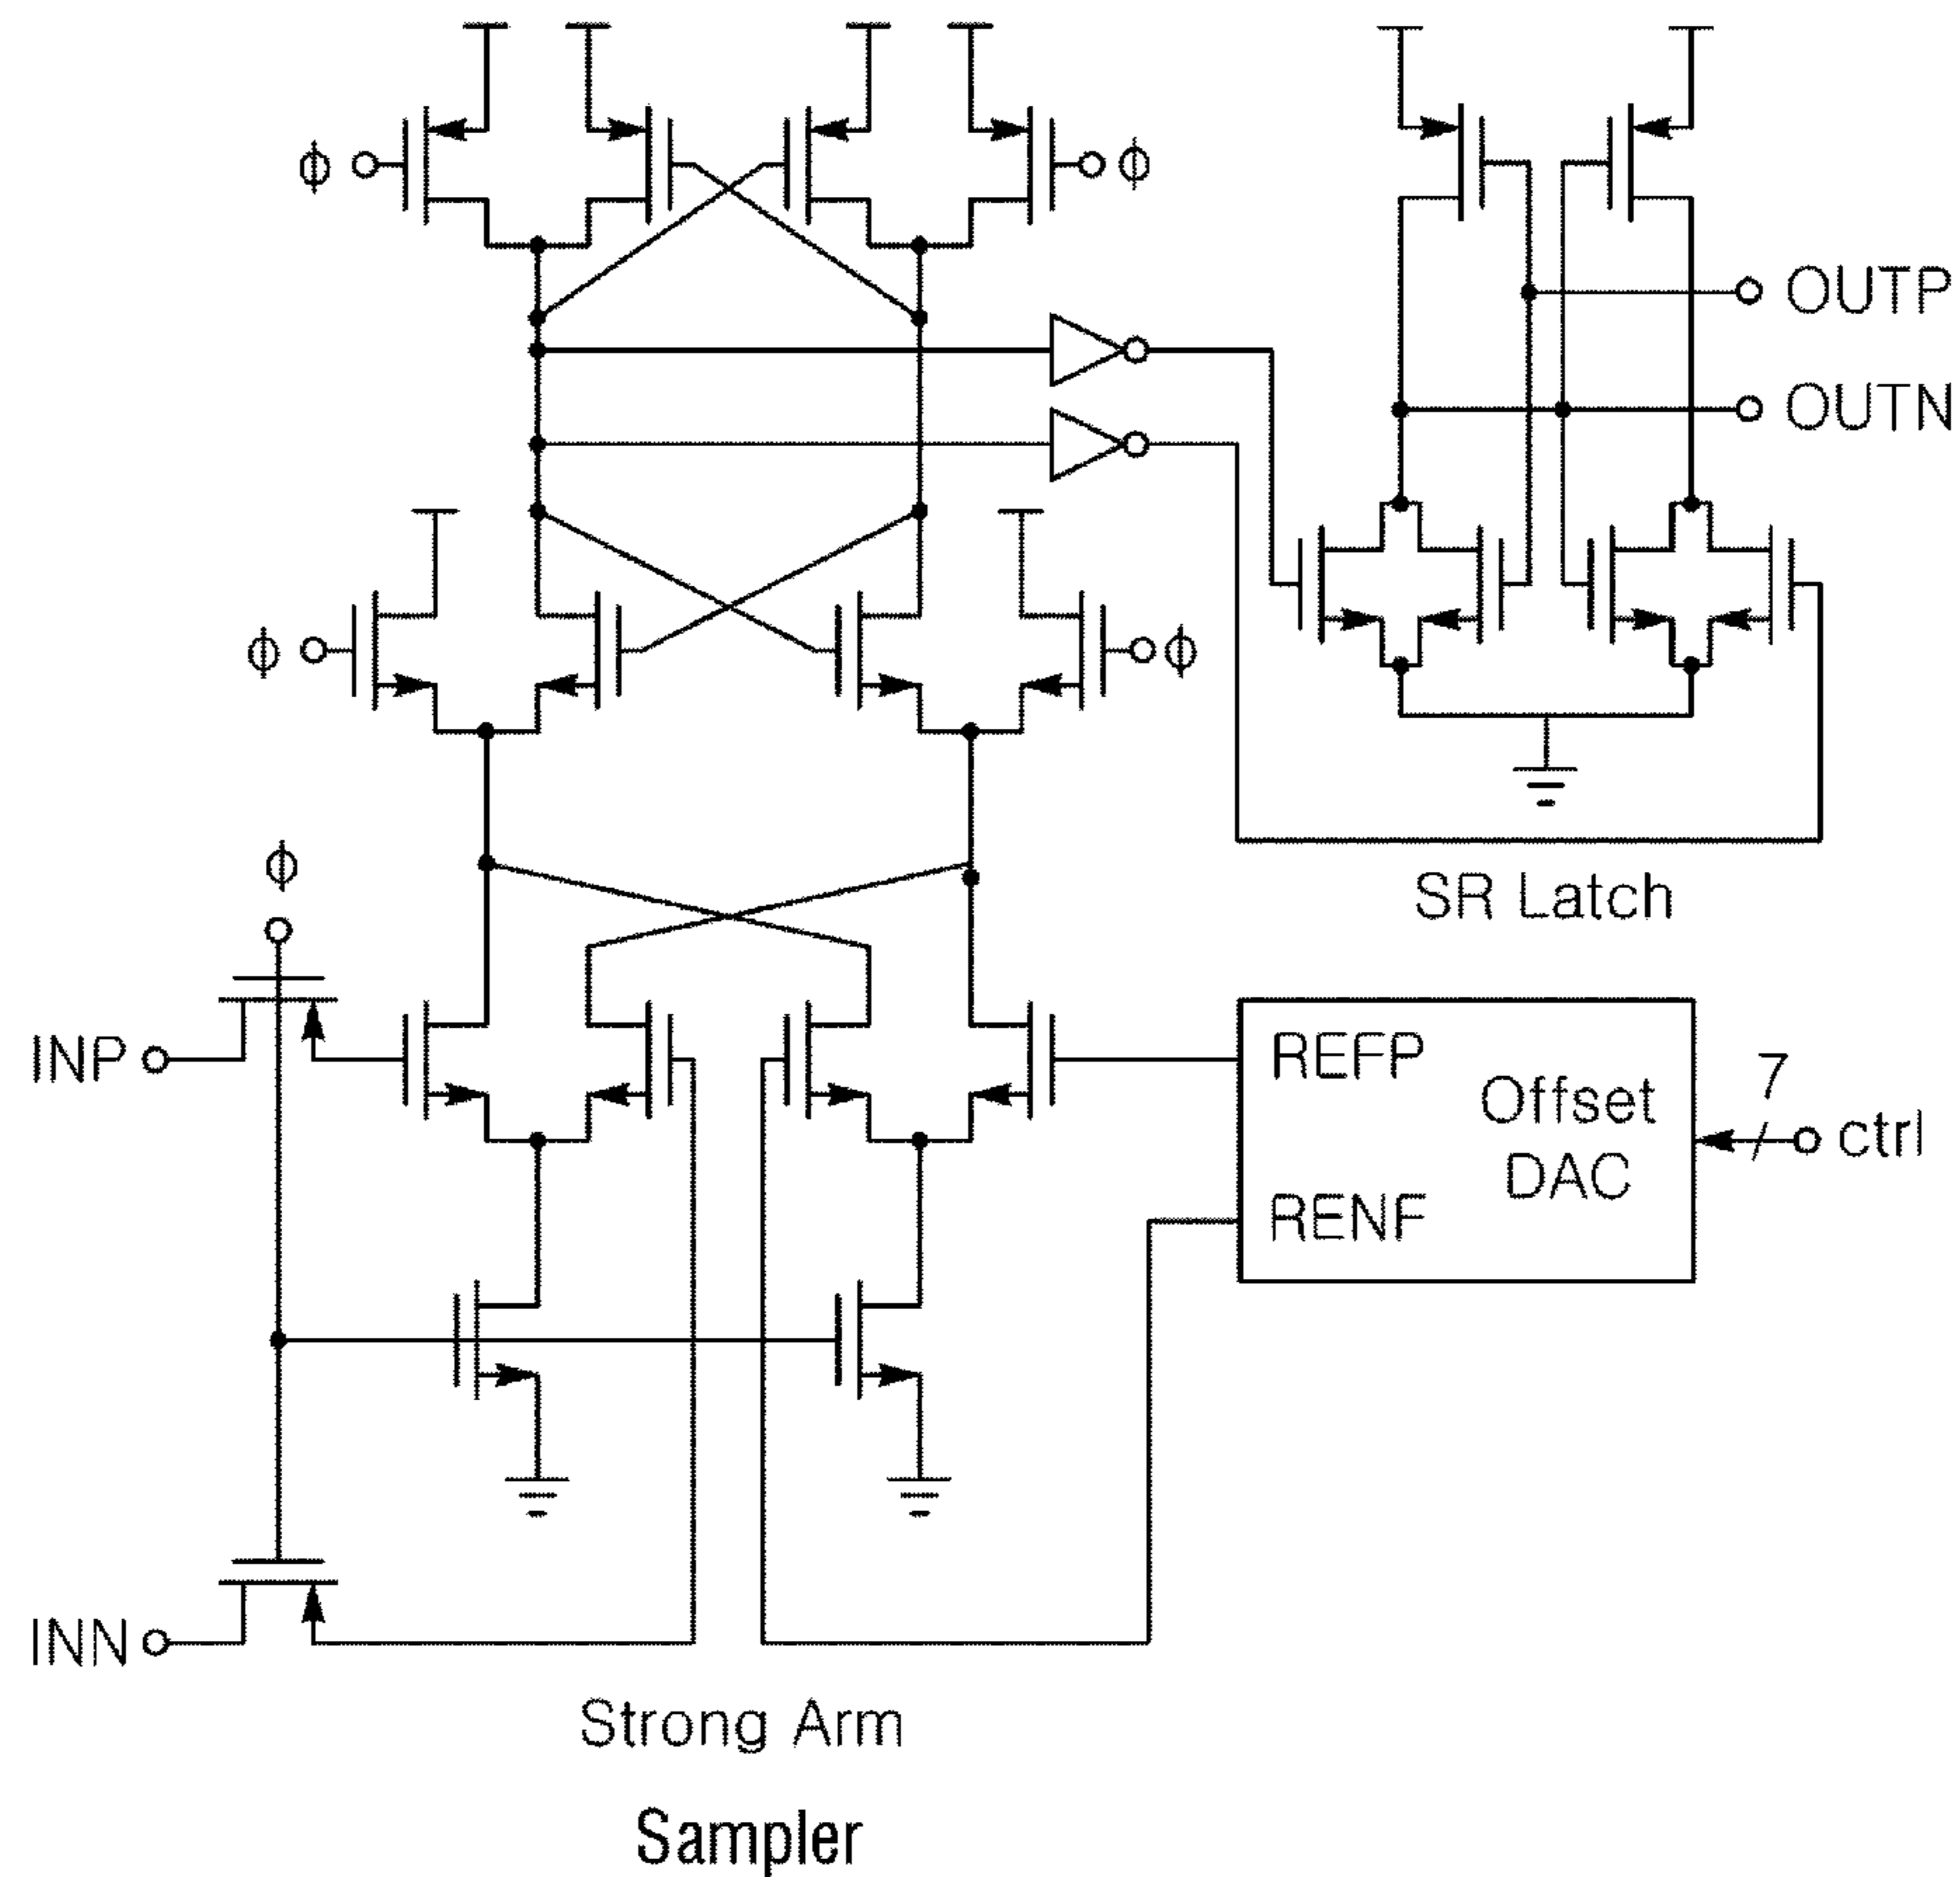 ϕ
ϕ
OUTP
OUTN
ϕ
ϕ
SR Latch
ϕ
INP
REFP
Offset
DAC
RENF
7
ctrl
INN
Strong Arm
Sampler